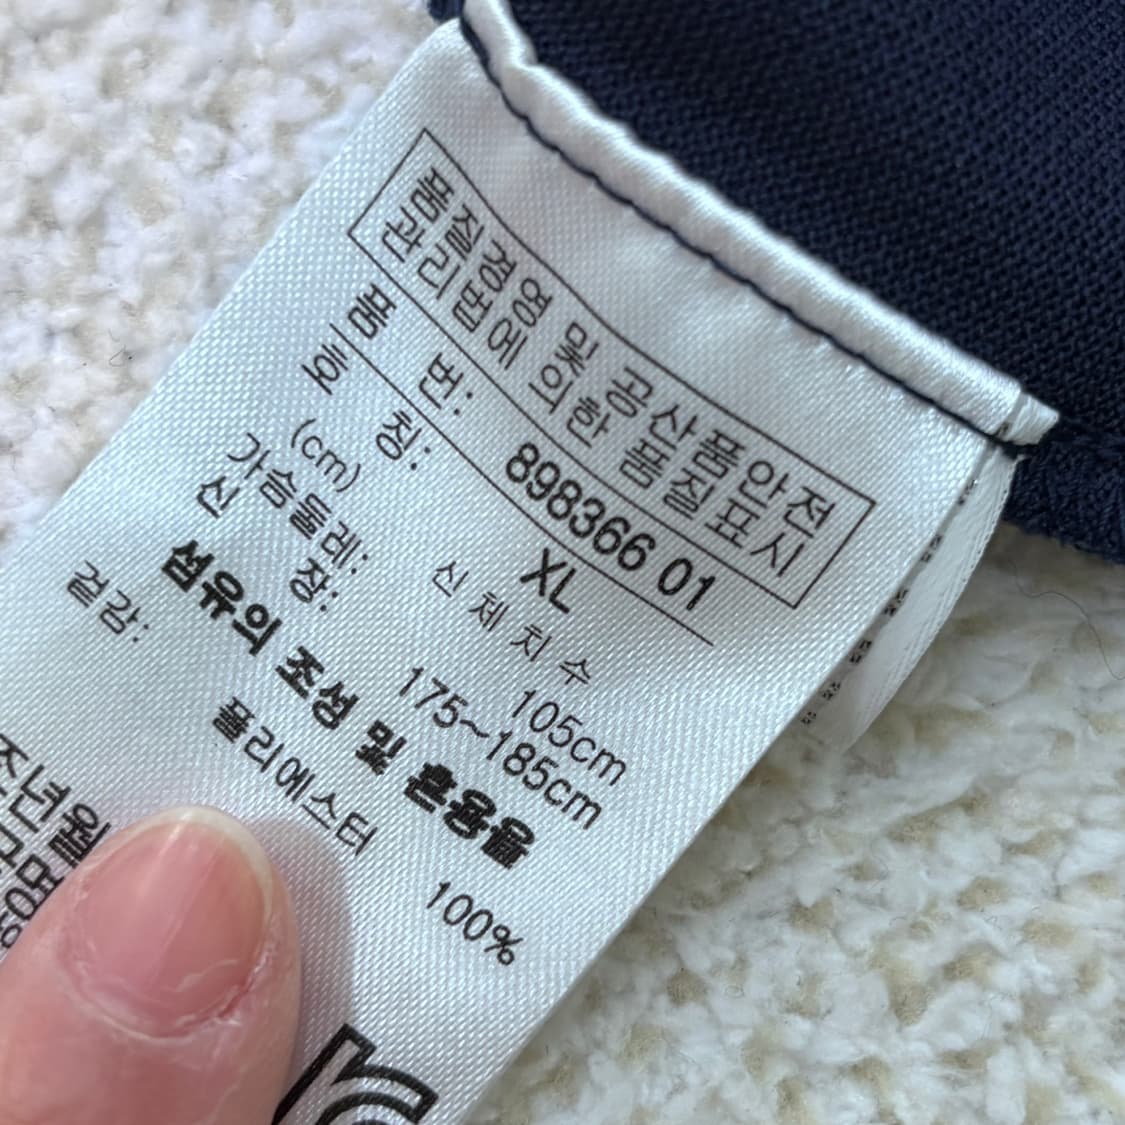 품질경영 및 공산품안전
관리법에 의한 품질표시
품 번: 898366 01
호 칭: XL
(cm) 신체치수
가슴둘레: 105cm
신 장: 175~185cm
섬유의 조성 및 혼용율
겉감: 폴리에스터 100%
조년월